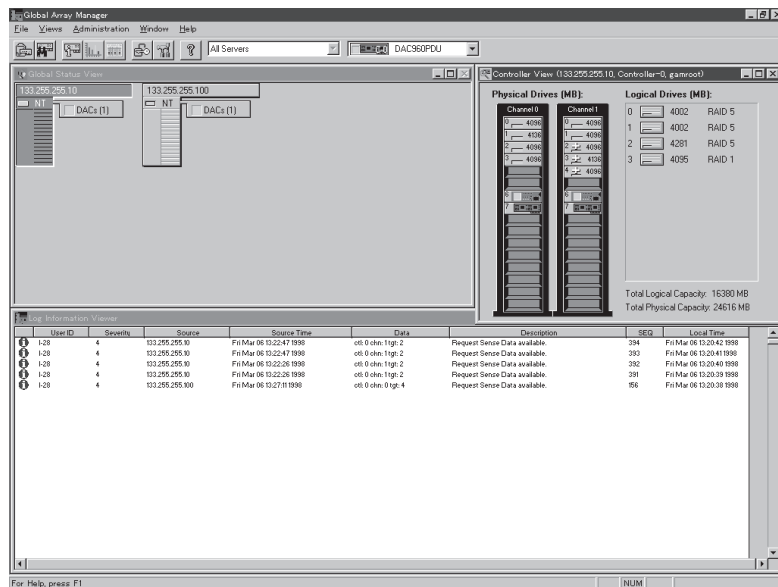 Global Array Manager
File Views Administration Window Help
All Servers
DAC960PDU
Global Status View
133.255.255.10
NT
DACs (1)
133.255.255.100
NT
DACs (1)
Controller View (133.255.255.10, Controller-0, gamroot)
Physical Drives (MB):
Channel 0
0 4096
1 4136
2 4096
3 4096
6
7
Channel 1
0 4096
1 4096
2 4096
3 4136
4 4096
6
7
Logical Drives (MB):
0 4002 RAID 5
1 4002 RAID 5
2 4281 RAID 5
3 4095 RAID 1
Total Logical Capacity: 16380 MB
Total Physical Capacity: 24616 MB
Log Information Viewer
User ID Severity Source Source Time Data Description SEQ Local Time
I-28 4 133.255.255.10 Fri Mar 06 13:22:47 1998 ctl: 0 chn: 1 tgt: 2 Request Sense Data available. 394 Fri Mar 06 13:20:42 1998
I-28 4 133.255.255.10 Fri Mar 06 13:22:47 1998 ctl: 0 chn: 1 tgt: 2 Request Sense Data available. 393 Fri Mar 06 13:20:41 1998
I-28 4 133.255.255.10 Fri Mar 06 13:22:26 1998 ctl: 0 chn: 1 tgt: 2 Request Sense Data available. 392 Fri Mar 06 13:20:40 1998
I-28 4 133.255.255.10 Fri Mar 06 13:22:26 1998 ctl: 0 chn: 1 tgt: 2 Request Sense Data available. 391 Fri Mar 06 13:20:39 1998
I-28 4 133.255.255.100 Fri Mar 06 13:27:11 1998 ctl: 0 chn: 0 tgt: 4 Request Sense Data available. 156 Fri Mar 06 13:20:38 1998
For Help, press F1
NUM